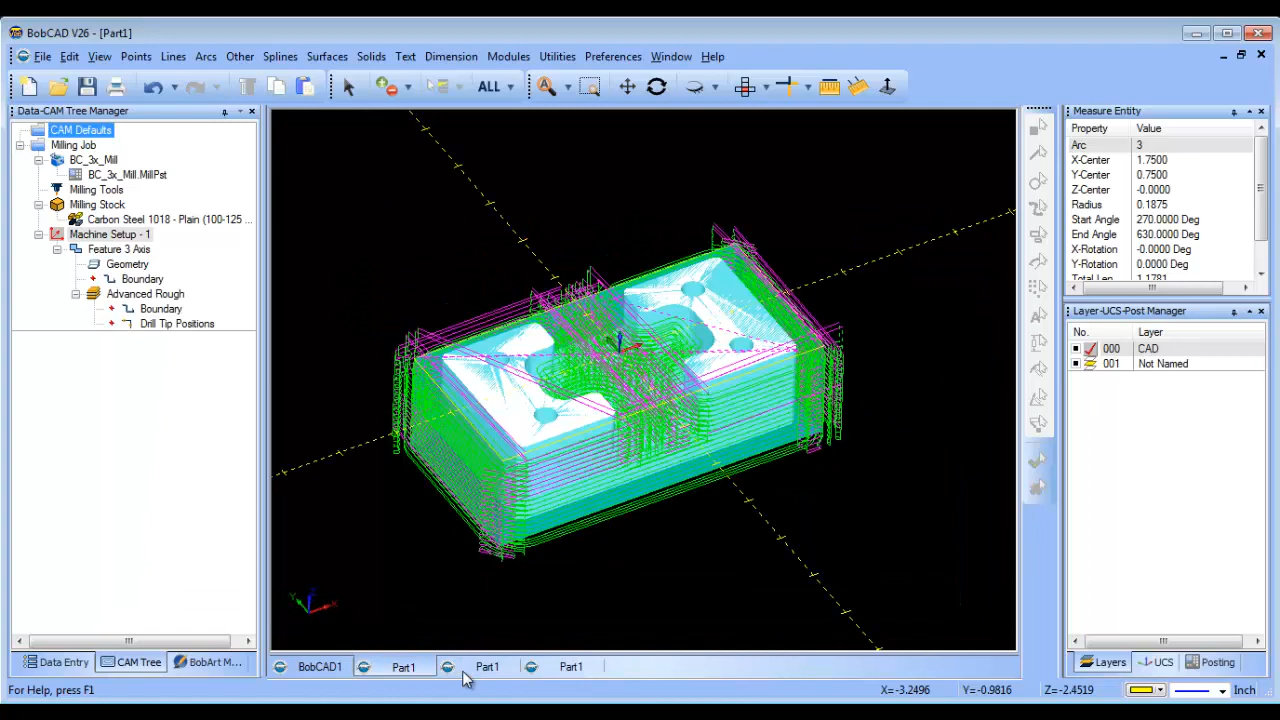 BobCAD V26 - [Part1]
File Edit View Points Lines Arcs Other Splines Surfaces Solids Text Dimension Modules Utilities Preferences Window Help
ALL
Data-CAM Tree Manager
CAM Defaults
Milling Job
BC_3x_Mill
BC_3x_Mill.MillPst
Milling Tools
Milling Stock
Carbon Steel 1018 - Plain (100-125 ...
Machine Setup - 1
Feature 3 Axis
Geometry
Boundary
Advanced Rough
Boundary
Drill Tip Positions
Data Entry CAM Tree BobArt M...
Y Z X
BobCAD1 Part1 Part1 Part1
Measure Entity
Property Value
Arc 3
X-Center 1.7500
Y-Center 0.7500
Z-Center -0.0000
Radius 0.1875
Start Angle 270.0000 Deg
End Angle 630.0000 Deg
X-Rotation -0.0000 Deg
Y-Rotation 0.0000 Deg
Total Len 1.1781
Layer-UCS-Post Manager
No. Layer
000 CAD
001 Not Named
Layers UCS Posting
For Help, press F1
X=-3.2496 Y=-0.9816 Z=-2.4519 Inch